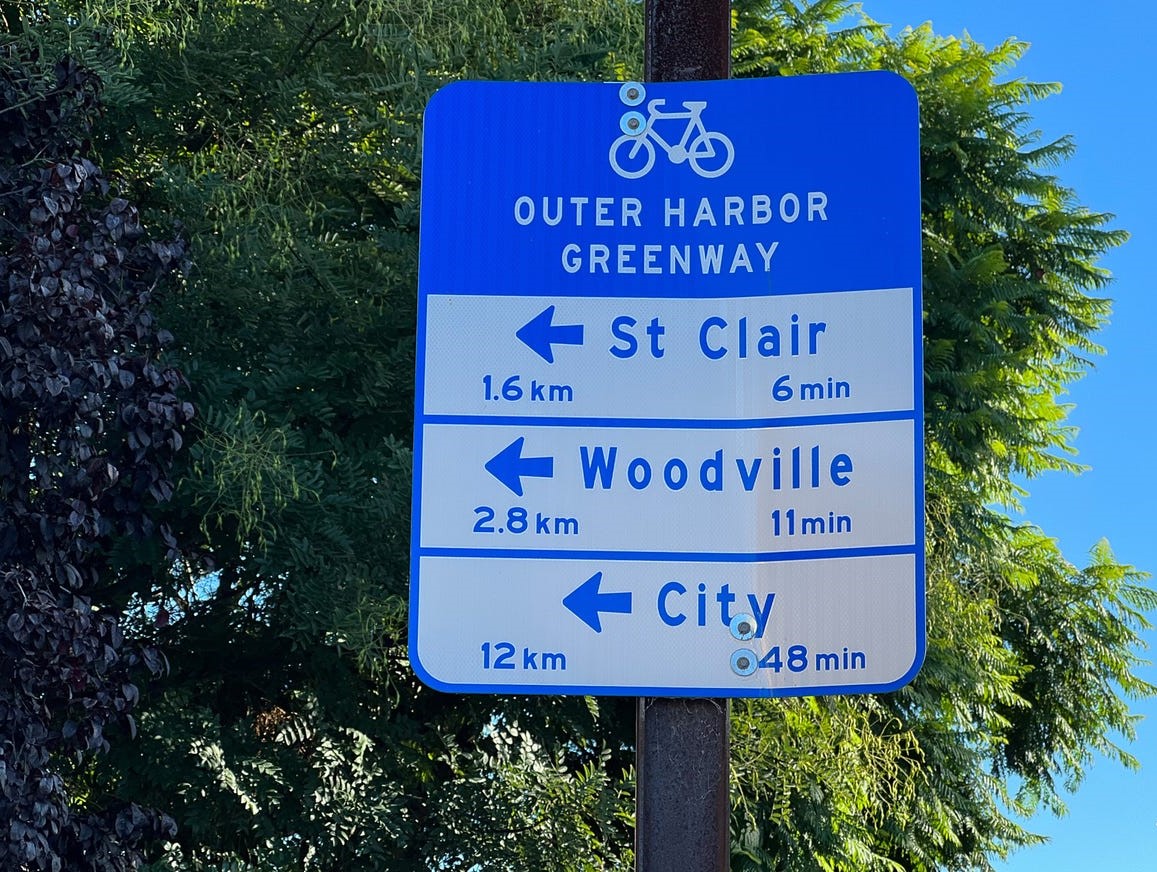 OUTER HARBOR
GREENWAY
St Clair
1.6 km 6 min
Woodville
2.8 km 11 min
City
12 km 48 min